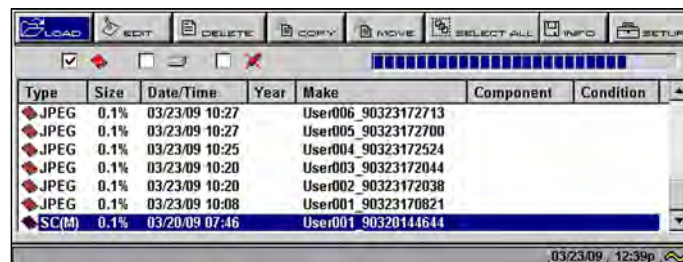 LOAD EDIT DELETE COPY MOVE SELECT ALL INFO SETUP
Type Size Date/Time Year Make Component Condition
JPEG 0.1% 03/23/09 10:27 User006_90323172713
JPEG 0.1% 03/23/09 10:27 User005_90323172700
JPEG 0.1% 03/23/09 10:25 User004_90323172524
JPEG 0.1% 03/23/09 10:20 User003_90323172044
JPEG 0.1% 03/23/09 10:20 User002_90323172038
JPEG 0.1% 03/23/09 10:08 User001_90323170821
SC(M) 0.1% 03/20/09 07:46 User001_90320144644
03/23/09 12:39p